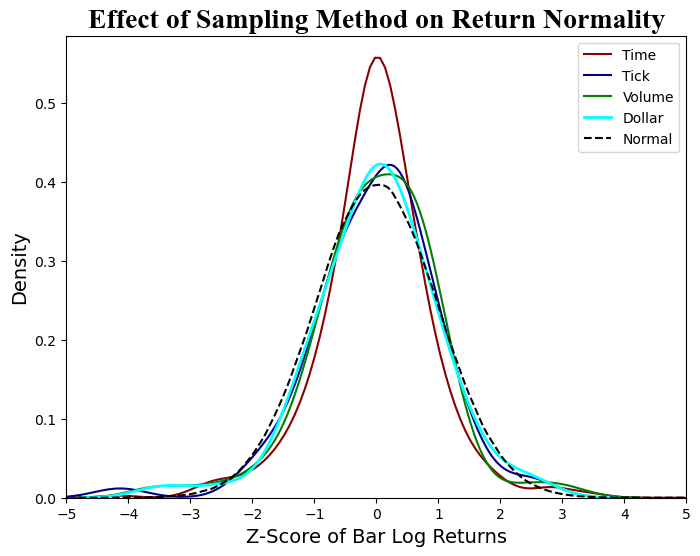 Effect of Sampling Method on Return Normality
Time
Tick
Volume
Dollar
Normal
Density
0.5
0.4
0.3
0.2
0.1
0.0
−5 −4 −3 −2 −1 0 1 2 3 4 5
Z-Score of Bar Log Returns